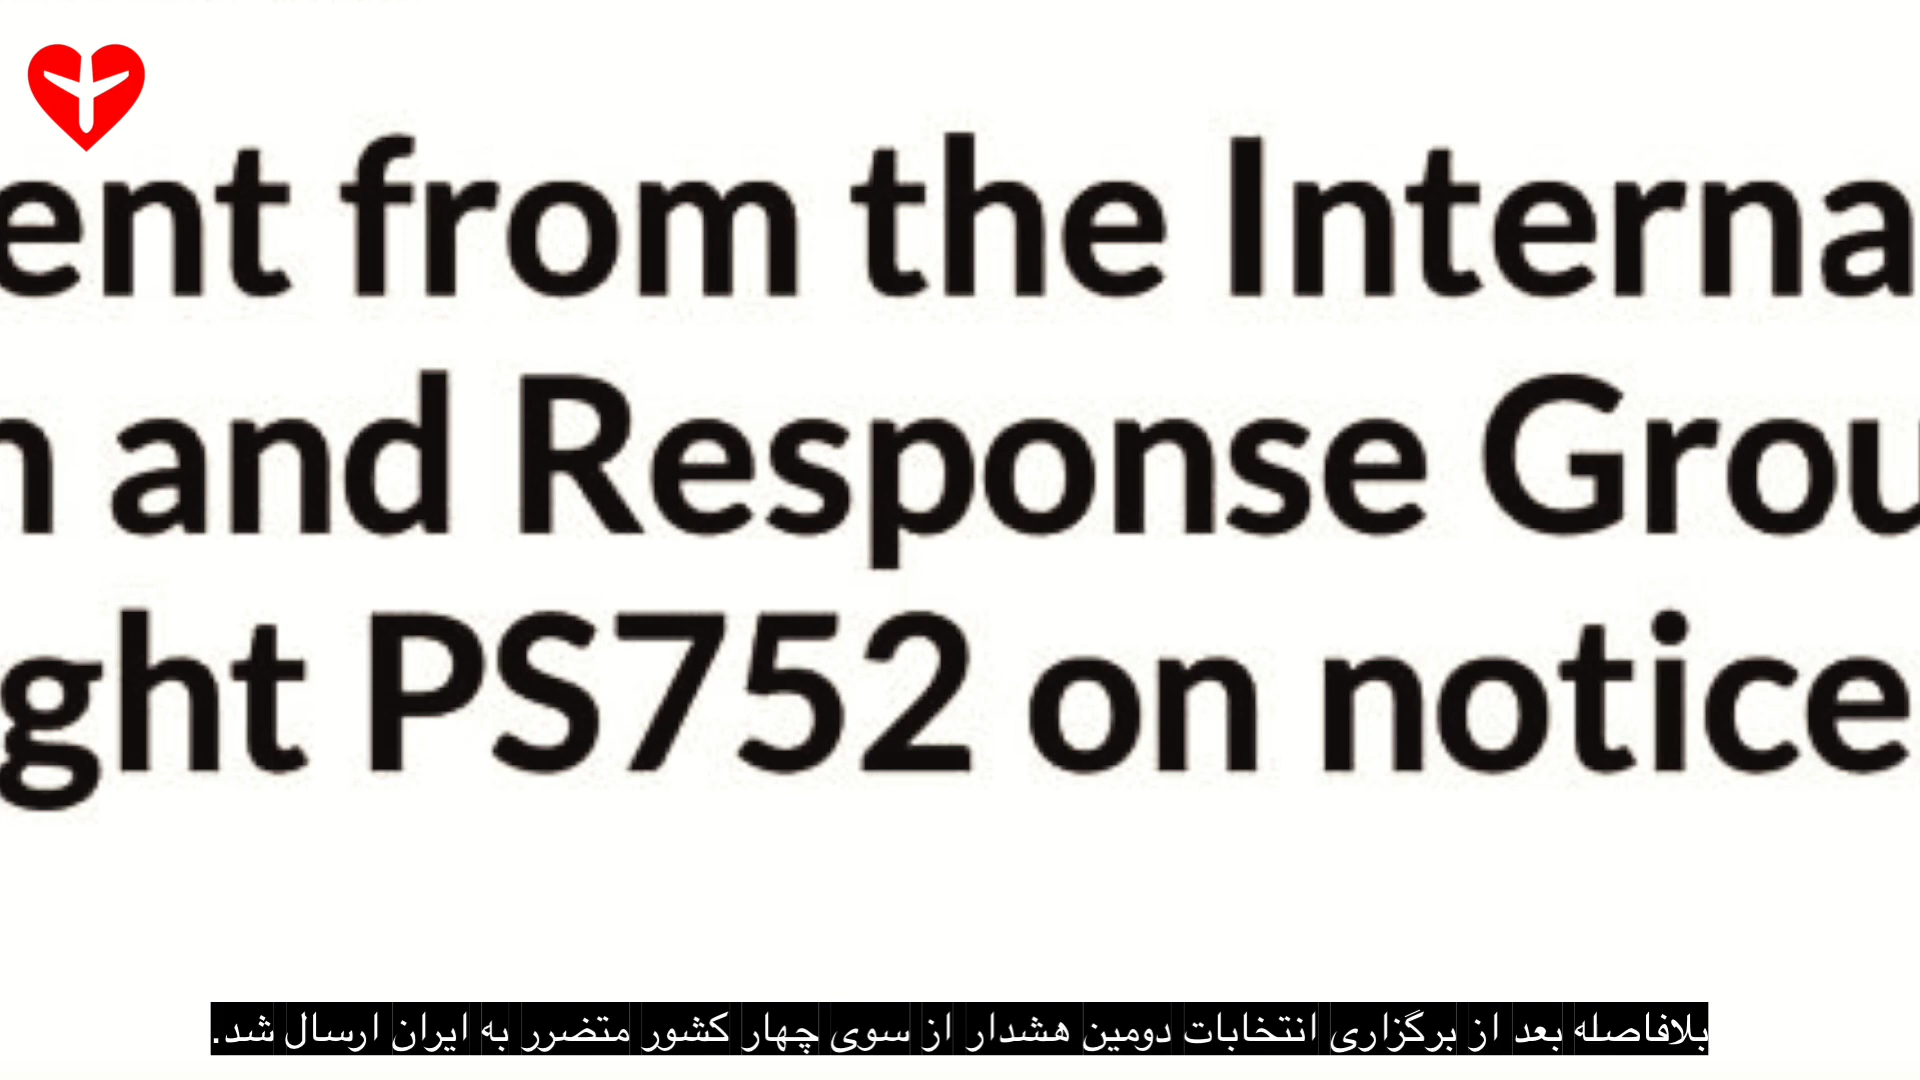 ent from the Interna
n and Response Grou
ght PS752 on notice
بلافاصله بعد از برگزاری انتخابات دومین هشدار از سوی چهار کشور متضرر به ایران ارسال شد.